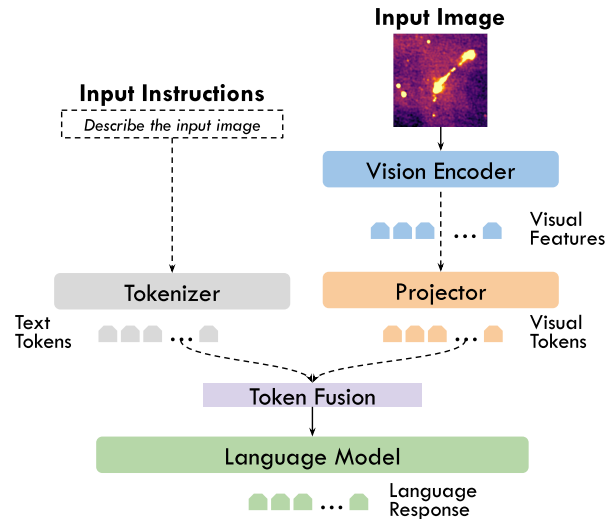 Input Image
Input Instructions
Describe the input image
Vision Encoder
Visual
Features
Tokenizer
Projector
Text
Tokens
Visual
Tokens
Token Fusion
Language Model
Language
Response